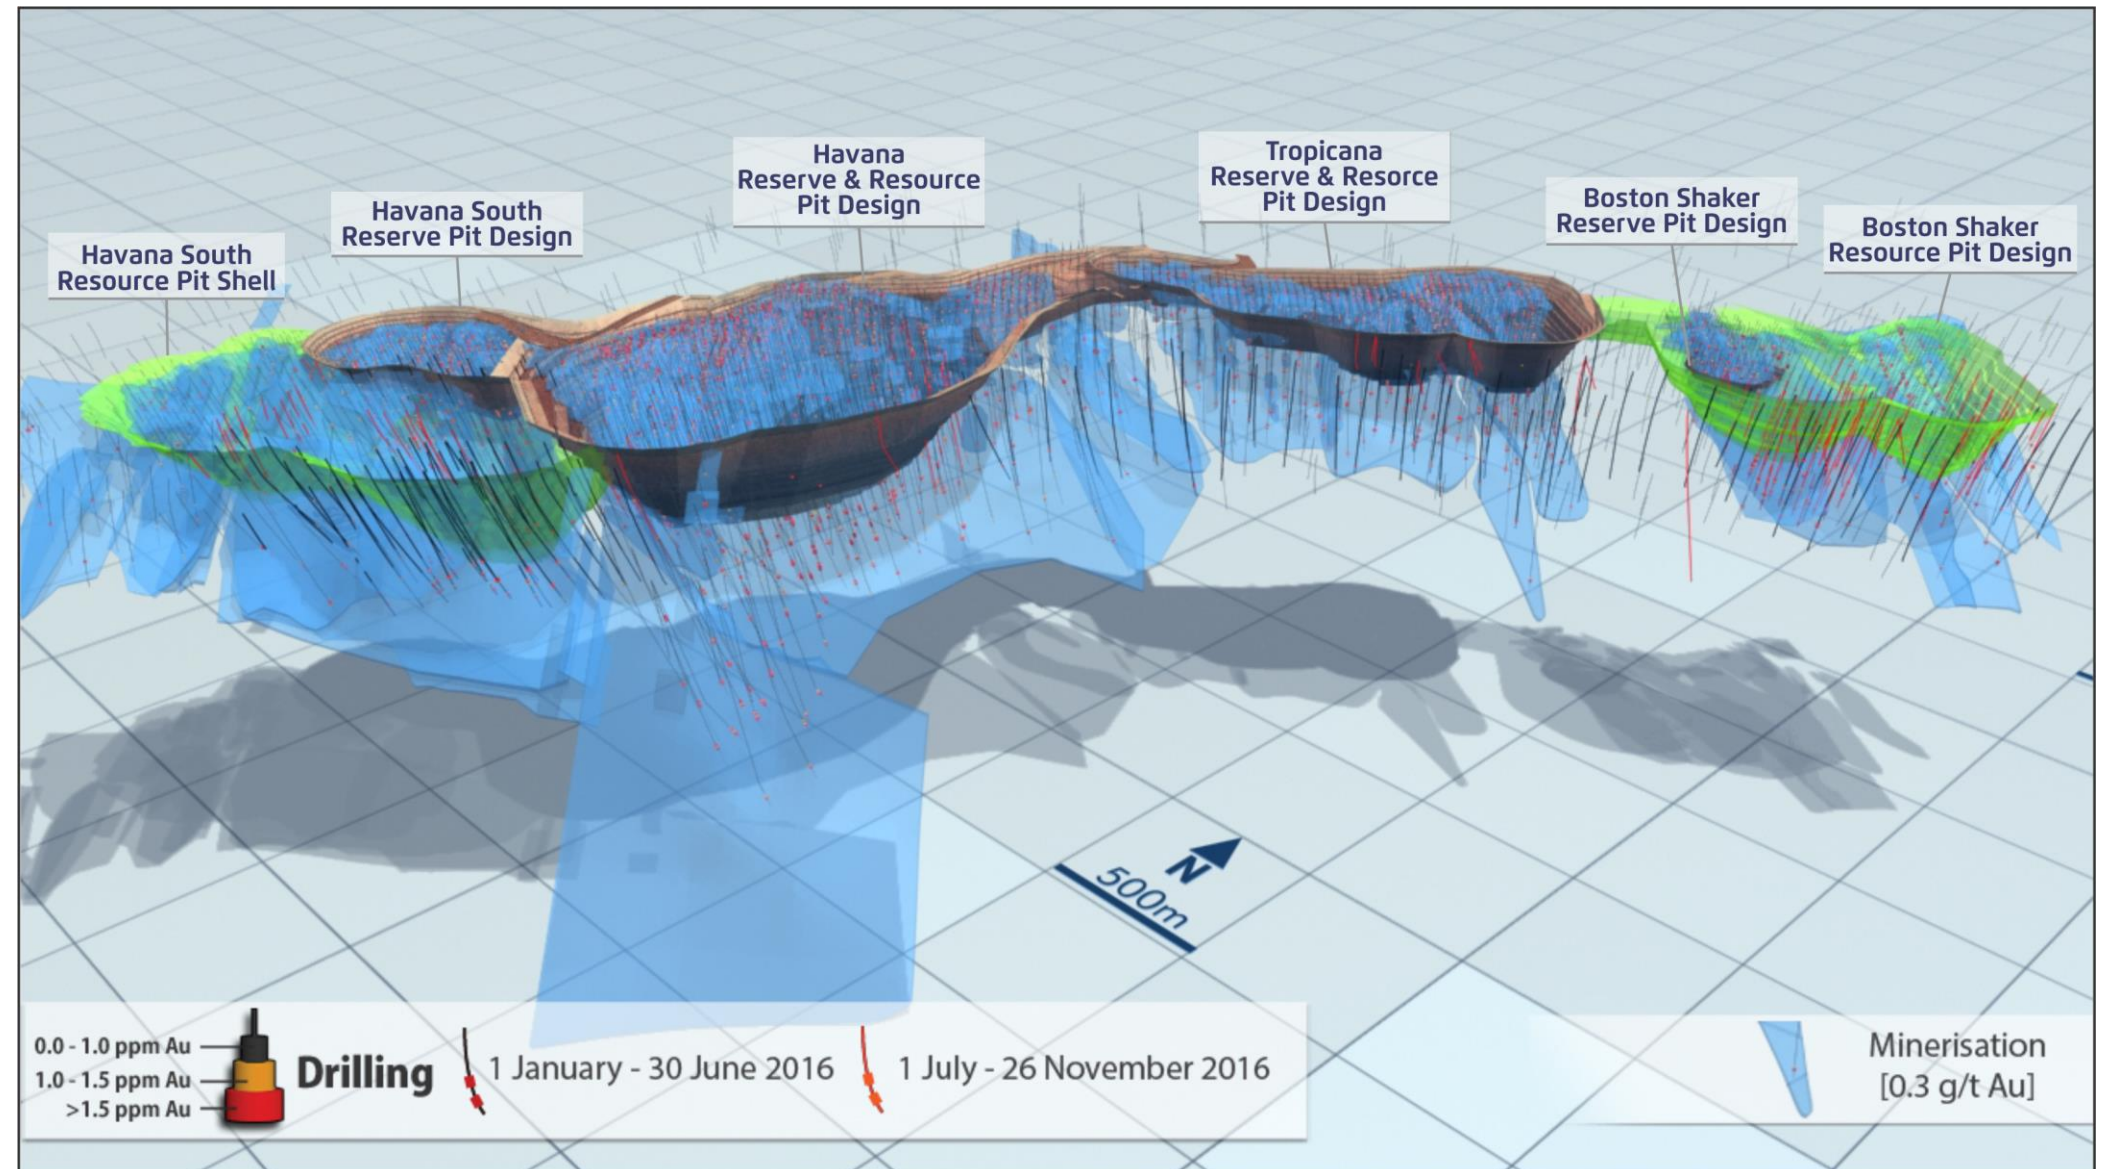 Havana South
Resource Pit Shell
Havana South
Reserve Pit Design
Havana
Reserve & Resource
Pit Design
Tropicana
Reserve & Resorce
Pit Design
Boston Shaker
Reserve Pit Design
Boston Shaker
Resource Pit Design
N
500m
0.0 - 1.0 ppm Au
1.0 - 1.5 ppm Au
>1.5 ppm Au
Drilling
1 January - 30 June 2016
1 July - 26 November 2016
Minerisation
[0.3 g/t Au]